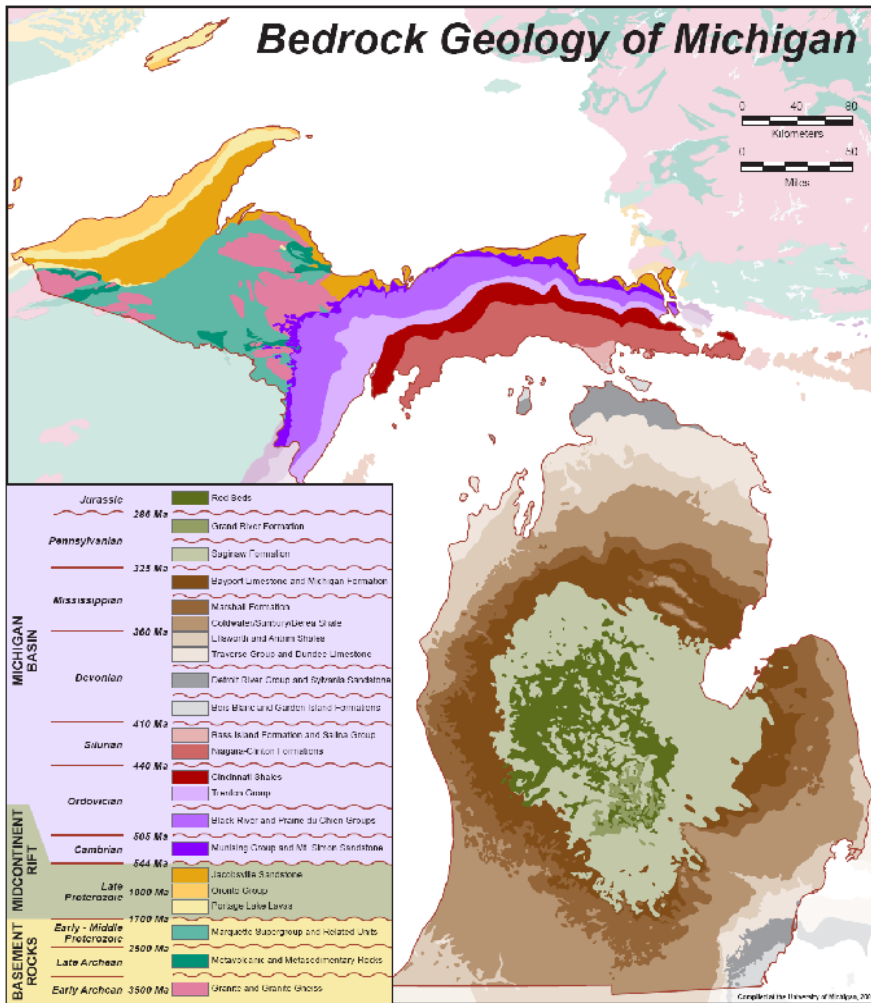 Bedrock Geology of Michigan
0 40 80
Kilometers
0 50
Miles
MICHIGAN BASIN
MIDCONTINENT RIFT
BASEMENT ROCKS
Jurassic
286 Ma
Pennsylvanian
325 Ma
Mississippian
360 Ma
Devonian
410 Ma
Silurian
440 Ma
Ordovician
505 Ma
Cambrian
544 Ma
Late Proterozoic
1000 Ma
1700 Ma
Early - Middle Proterozoic
2500 Ma
Late Archean
Early Archean
3500 Ma
Red Beds
Grand River Formation
Saginaw Formation
Bayport Limestone and Michigan Formation
Marshall Formation
Coldwater/Sunbury/Berea Shale
Ellsworth and Antrim Shales
Traverse Group and Dundee Limestone
Detroit River Group and Sylvania Sandstone
Bois Blanc and Garden Island Formations
Bass Island Formation and Salina Group
Niagara-Clinton Formations
Cincinnati Shales
Trenton Group
Black River and Prairie du Chien Groups
Munising Group and Mt. Simon Sandstone
Jacobsville Sandstone
Oronto Group
Portage Lake Lavas
Marquette Supergroup and Related Units
Metavolcanic and Metasedimentary Rocks
Granite and Granite Gneiss
Compiled at the University of Michigan,